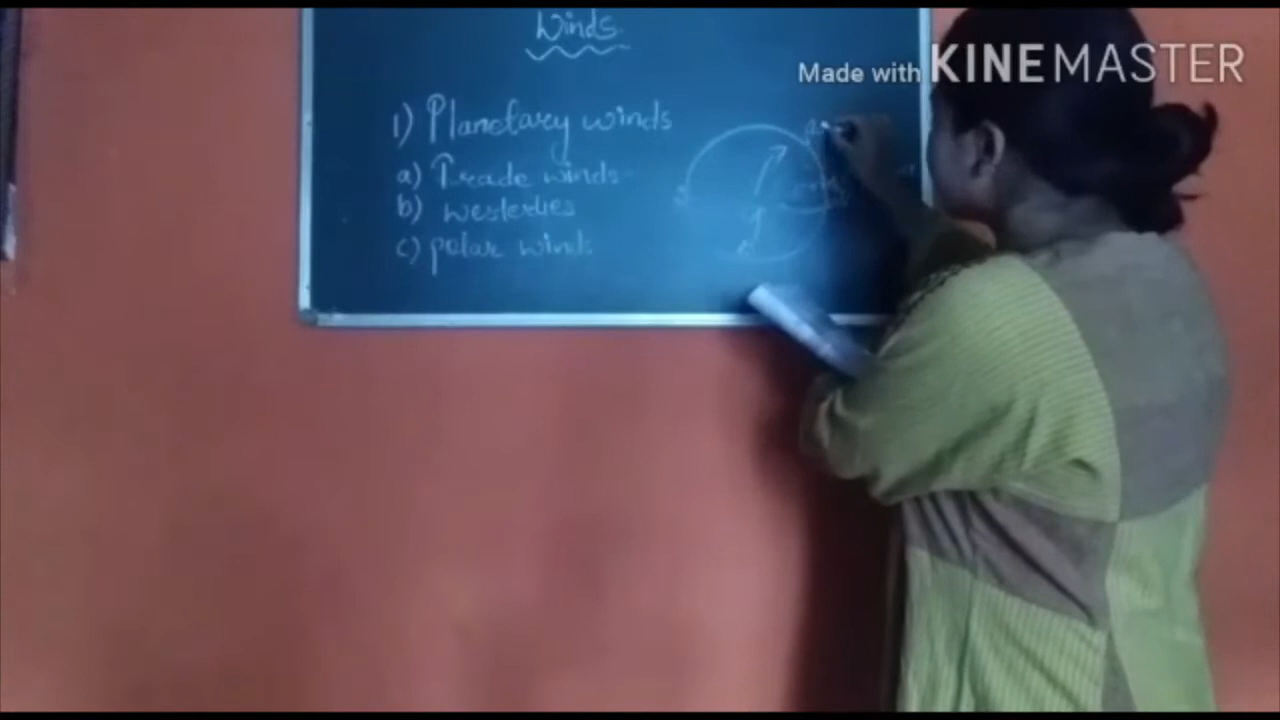 Winds
Made with KINEMASTER
1) Planetary winds
a) Trade winds
b) westerlies
c) polar winds